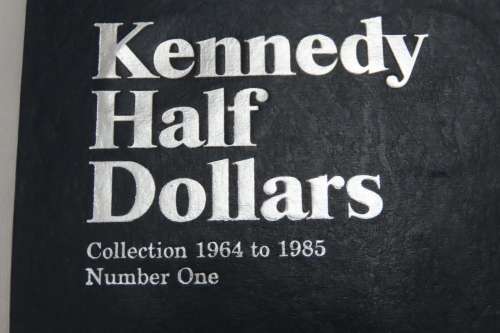 Kennedy
Half
Dollars
Collection 1964 to 1985
Number One